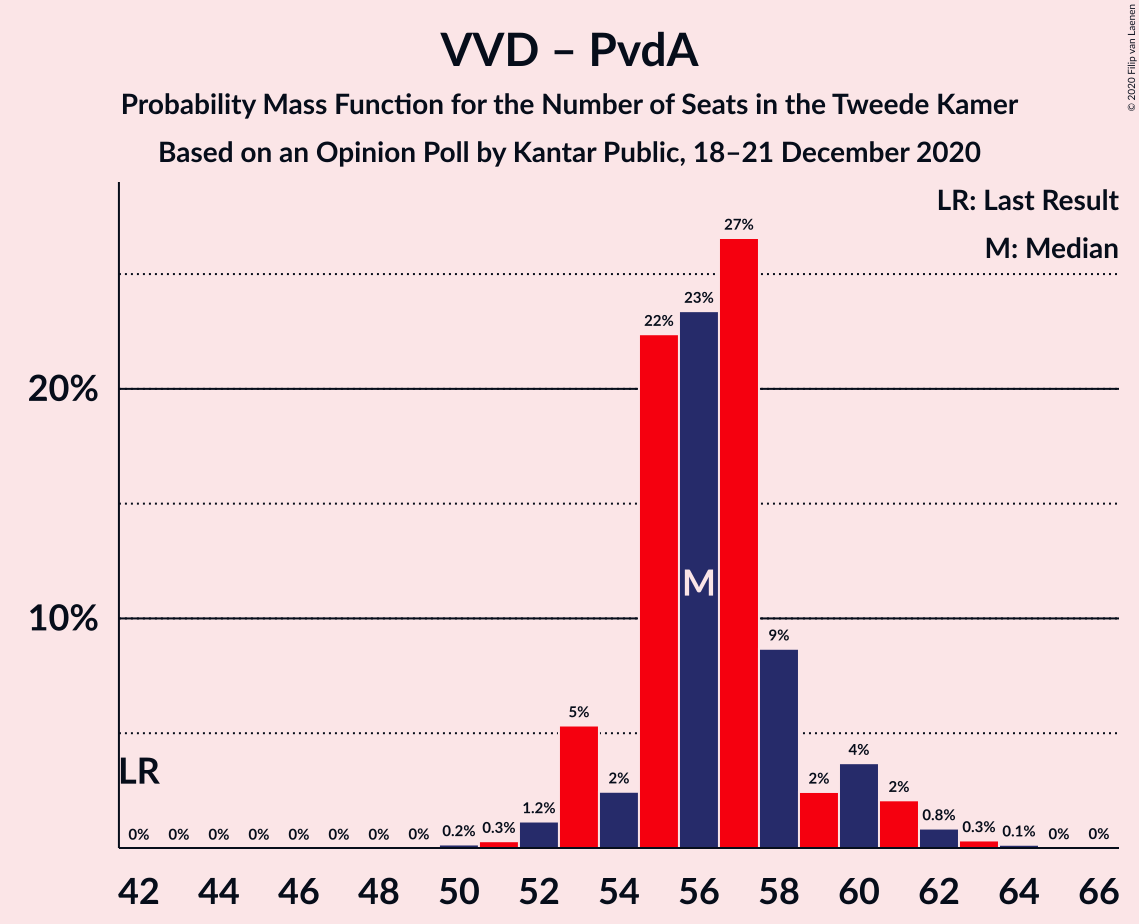 VVD – PvdA
Probability Mass Function for the Number of Seats in the Tweede Kamer
Based on an Opinion Poll by Kantar Public, 18–21 December 2020
© 2020 Filip van Laenen
LR: Last Result
M: Median
27%
23%
22%
20%
M
10%
9%
5%
4%
LR
2%
2%
2%
1.2%
0.8%
0% 0% 0% 0% 0% 0% 0% 0% 0.2% 0.3% 0.3% 0.1% 0% 0%
42 44 46 48 50 52 54 56 58 60 62 64 66